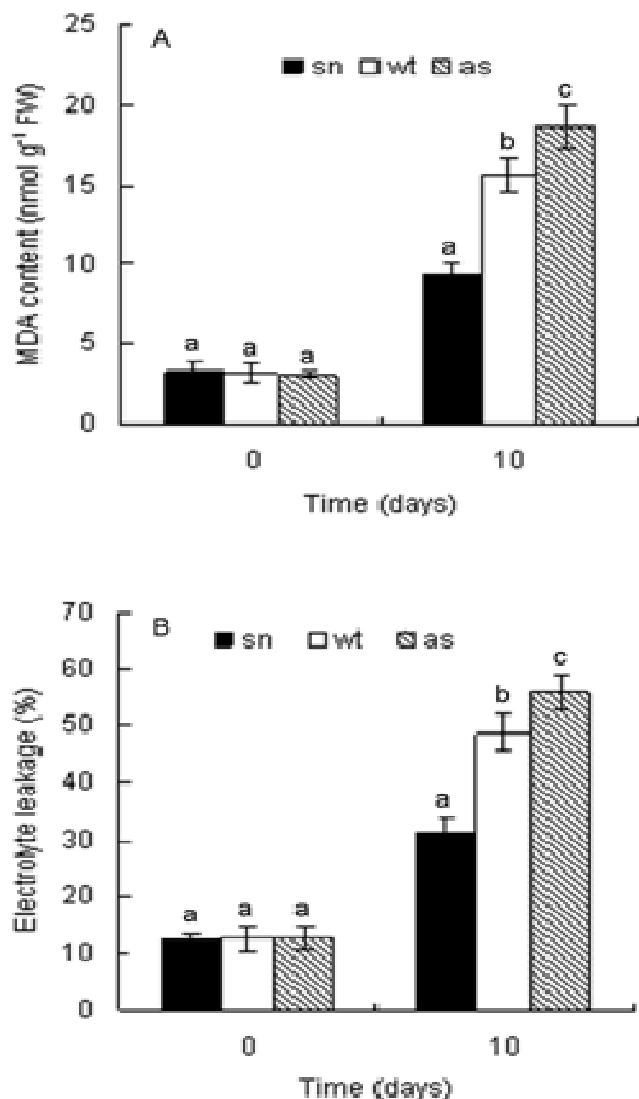 A
sn wt as
MDA content (nmol g⁻¹ FW)
25
20
15
10
5
0
a a a
a b c
0 10
Time (days)
B
sn wt as
Electrolyte leakage (%)
70
60
50
40
30
20
10
0
a a a
a b c
0 10
Time (days)